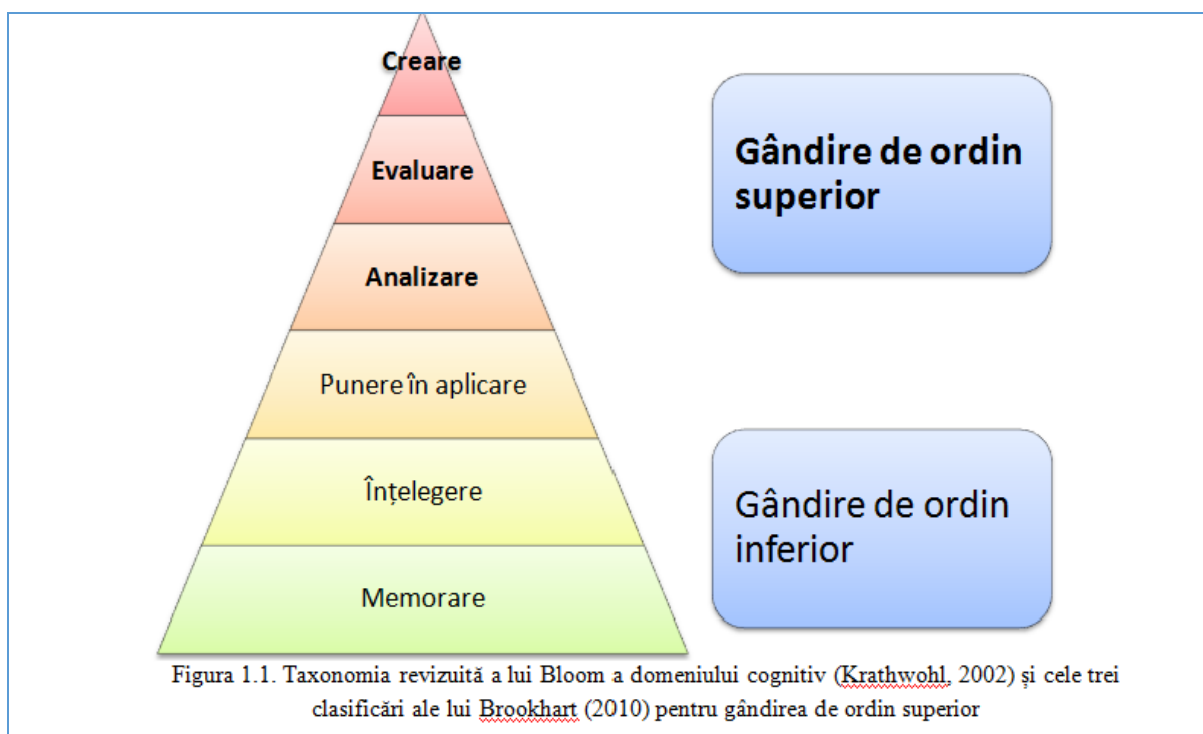 Creare
Evaluare
Analizare
Punere în aplicare
Înțelegere
Memorare
Gândire de ordin
superior
Gândire de ordin
inferior
Figura 1.1. Taxonomia revizuită a lui Bloom a domeniului cognitiv (Krathwohl, 2002) și cele trei
clasificări ale lui Brookhart (2010) pentru gândirea de ordin superior